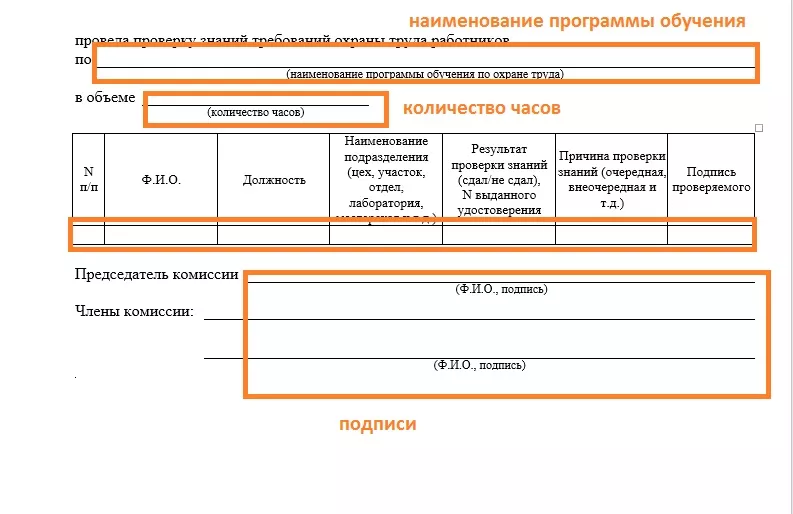 наименование программы обучения
провела проверку знаний требований охраны труда работников
по
(наименование программы обучения по охране труда)
в объеме
(количество часов)
количество часов
N
п/п
Ф.И.О.
Должность
Наименование
подразделения
(цех, участок,
отдел,
лаборатория,
мастерская и т.д.)
Результат
проверки знаний
(сдал/не сдал),
N выданного
удостоверения
Причина проверки
знаний (очередная,
внеочередная и
т.д.)
Подпись
проверяемого
Председатель комиссии
(Ф.И.О., подпись)
Члены комиссии:
(Ф.И.О., подпись)
.
подписи